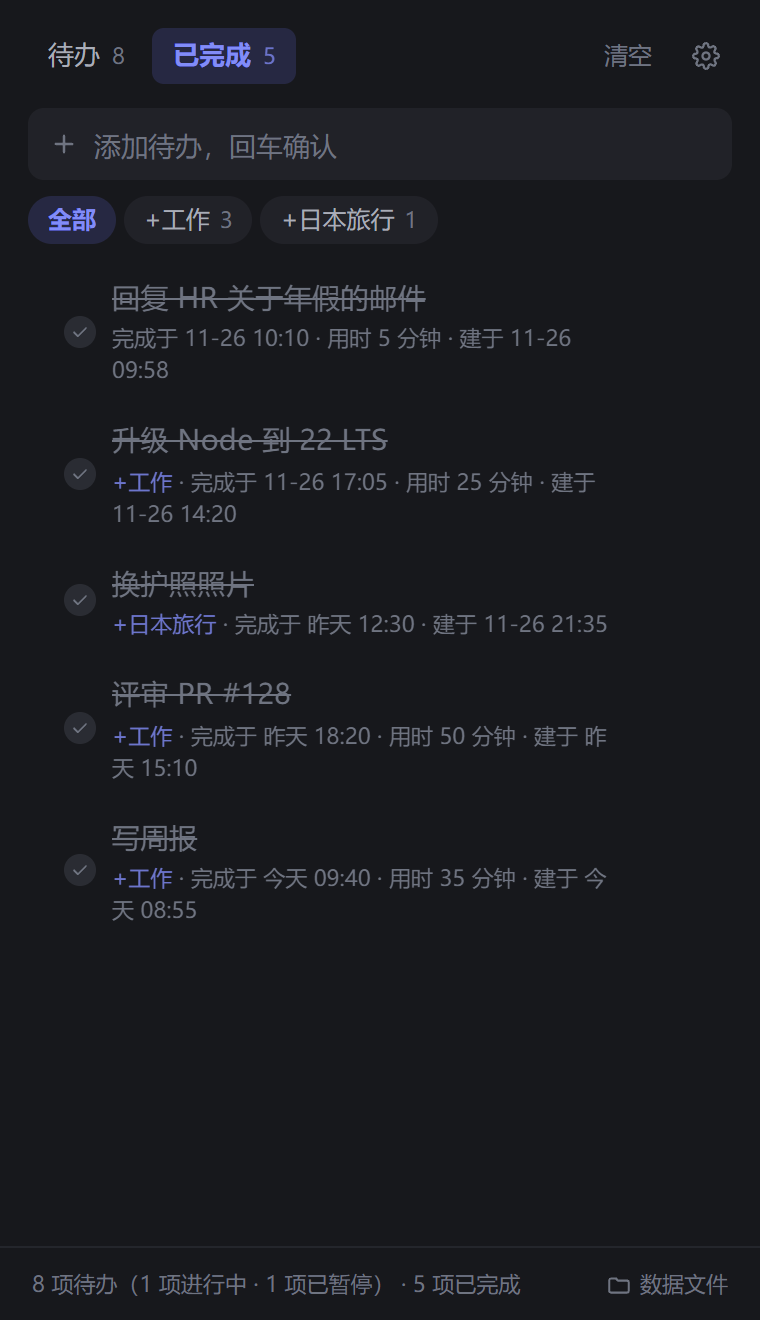 待办 8 已完成 5 清空
+ 添加待办，回车确认
全部 +工作 3 +日本旅行 1
回复 HR 关于年假的邮件
完成于 11-26 10:10 · 用时 5 分钟 · 建于 11-26
09:58
升级 Node 到 22 LTS
+工作 · 完成于 11-26 17:05 · 用时 25 分钟 · 建于
11-26 14:20
换护照照片
+日本旅行 · 完成于 昨天 12:30 · 建于 11-26 21:35
评审 PR #128
+工作 · 完成于 昨天 18:20 · 用时 50 分钟 · 建于 昨
天 15:10
写周报
+工作 · 完成于 今天 09:40 · 用时 35 分钟 · 建于 今
天 08:55
8 项待办（1 项进行中 · 1 项已暂停） · 5 项已完成 数据文件